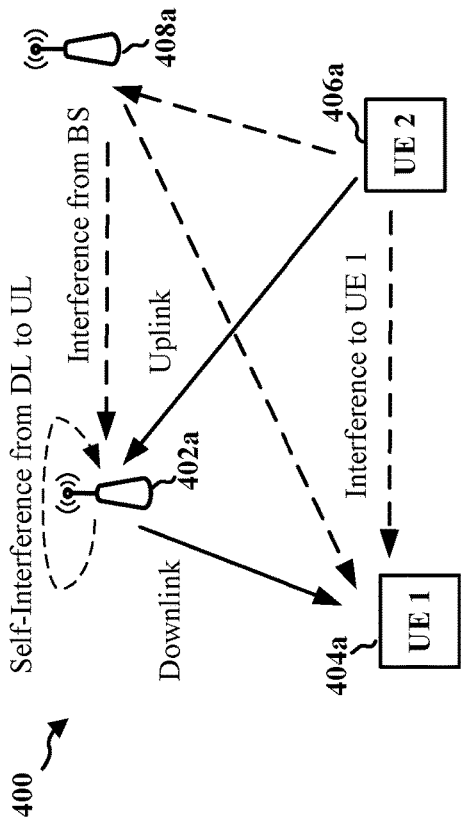 400
Self-Interference from DL to UL
Interference from BS
408a
402a
Uplink
Downlink
406a
UE 2
Interference to UE 1
404a
UE 1